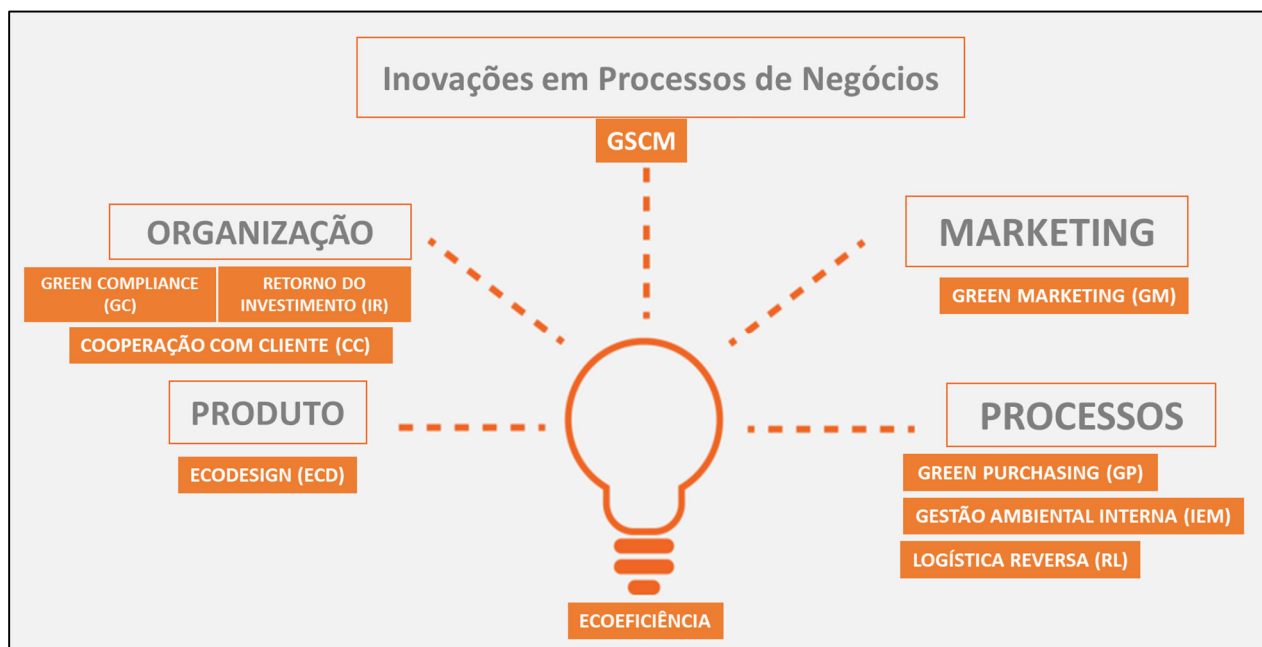 Inovações em Processos de Negócios
GSCM
ORGANIZAÇÃO
GREEN COMPLIANCE
(GC)
RETORNO DO
INVESTIMENTO (IR)
COOPERAÇÃO COM CLIENTE (CC)
MARKETING
GREEN MARKETING (GM)
PRODUTO
ECODESIGN (ECD)
PROCESSOS
GREEN PURCHASING (GP)
GESTÃO AMBIENTAL INTERNA (IEM)
LOGÍSTICA REVERSA (RL)
ECOEFICIÊNCIA